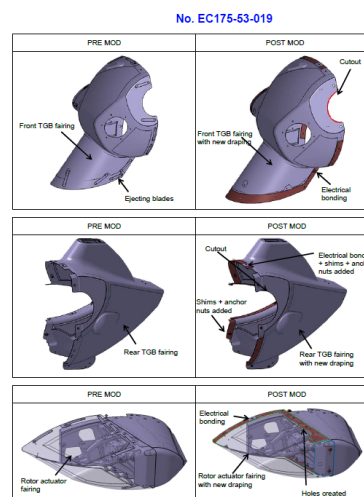 No. EC175-53-019
PRE MOD
POST MOD
Cutout
Front TGB fairing
Ejecting blades
Front TGB fairing
with new draping
Electrical
bonding
PRE MOD
POST MOD
Cutout
Electrical bond
+ shims + anch
nuts added
Shims + anchor
nuts added
Rear TGB fairing
Rear TGB fairing
with new draping
PRE MOD
POST MOD
Electrical
bonding
Rotor actuator
fairing
Rotor actuator
fairing
with new draping
Holes created